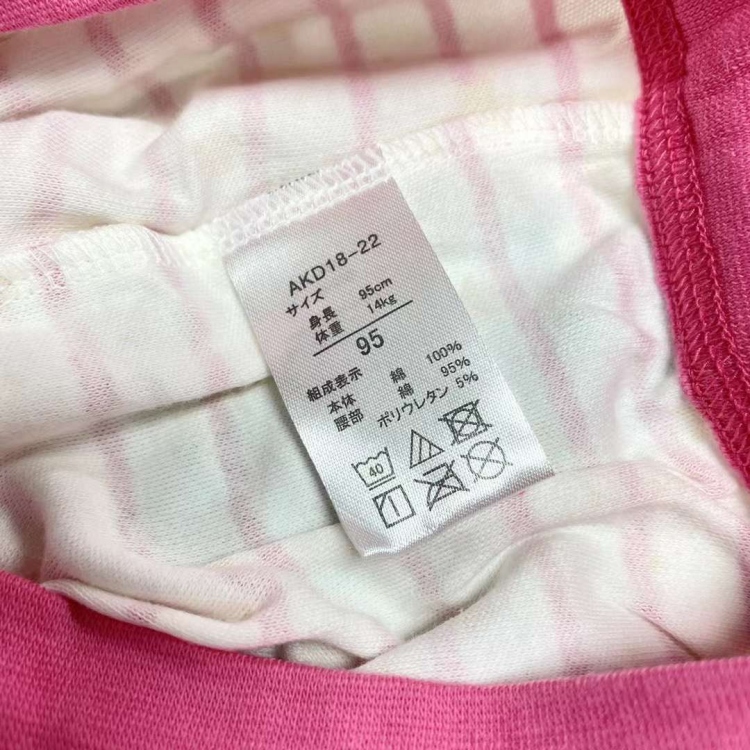 AKD18-22
サイズ
身長 95cm
体重 14kg
95
組成表示
本体 綿 100%
腰部 綿 95%
ポリウレタン 5%
40